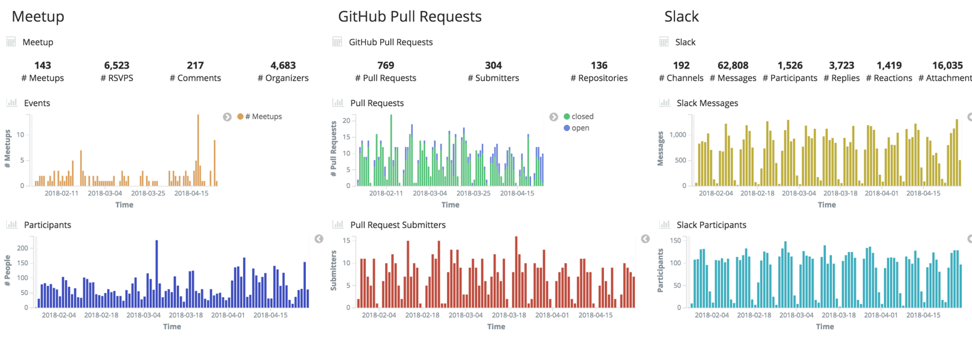 Meetup
Meetup
143 6,523 217 4,683
# Meetups # RSVPS # Comments # Organizers
Events
# Meetups
# Meetups
10
5
0
2018-02-11 2018-03-04 2018-03-25 2018-04-15
Time
Participants
# People
200
150
100
50
0
2018-02-04 2018-02-18 2018-03-04 2018-03-18 2018-04-01 2018-04-15
Time
GitHub Pull Requests
GitHub Pull Requests
769 304 136
# Pull Requests # Submitters # Repositories
Pull Requests
closed
open
# Pull Requests
20
15
10
5
0
2018-02-11 2018-03-04 2018-03-25 2018-04-15
Time
Pull Request Submitters
Submitters
15
10
5
0
2018-02-04 2018-02-18 2018-03-04 2018-03-18 2018-04-01 2018-04-15
Time
Slack
Slack
192 62,808 1,526 3,723 1,419 16,035
# Channels # Messages # Participants # Replies # Reactions # Attachment
Slack Messages
Messages
1,000
500
0
2018-02-04 2018-02-18 2018-03-04 2018-03-18 2018-04-01 2018-04-15
Time
Slack Participants
Participants
150
100
50
0
2018-02-04 2018-02-18 2018-03-04 2018-03-18 2018-04-01 2018-04-15
Time